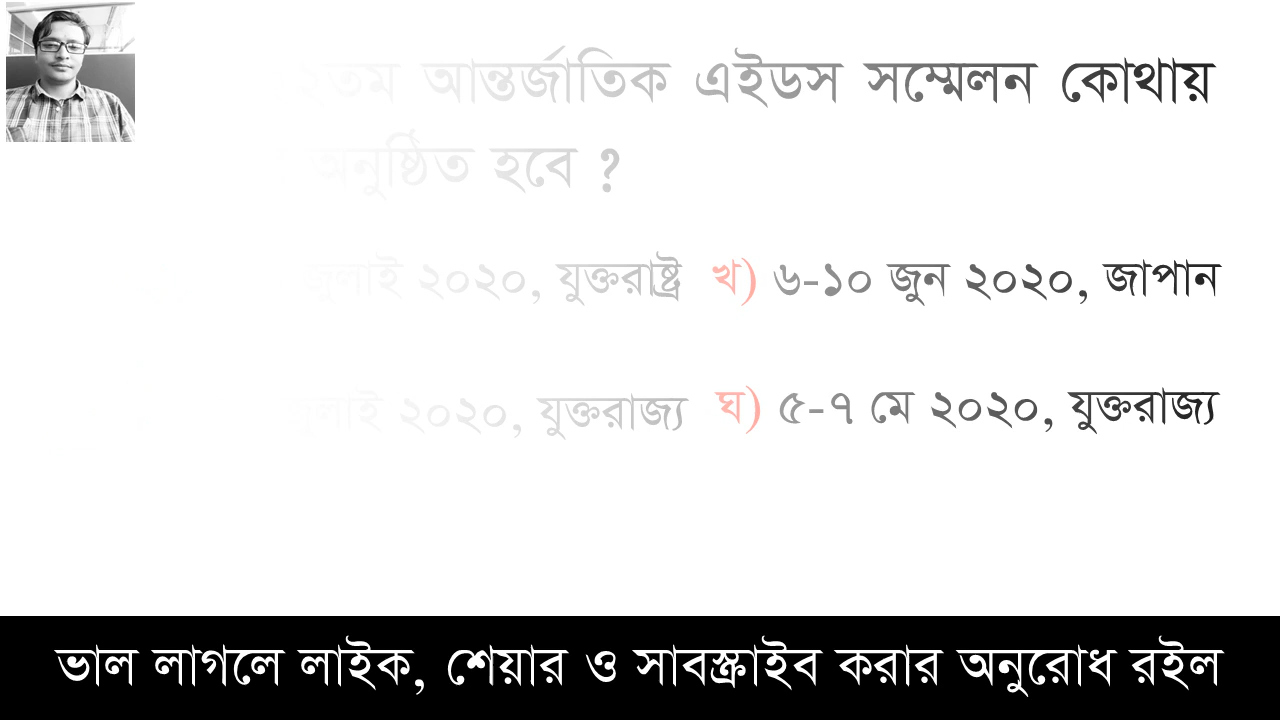 ২তম আন্তর্জাতিক এইডস সম্মেলন কোথায়
অনুষ্ঠিত হবে ?
জুলাই ২০২০, যুক্তরাষ্ট্র খ) ৬-১০ জুন ২০২০, জাপান
জুলাই ২০২০, যুক্তরাজ্য ঘ) ৫-৭ মে ২০২০, যুক্তরাজ্য
ভাল লাগলে লাইক, শেয়ার ও সাবস্ক্রাইব করার অনুরোধ রইল